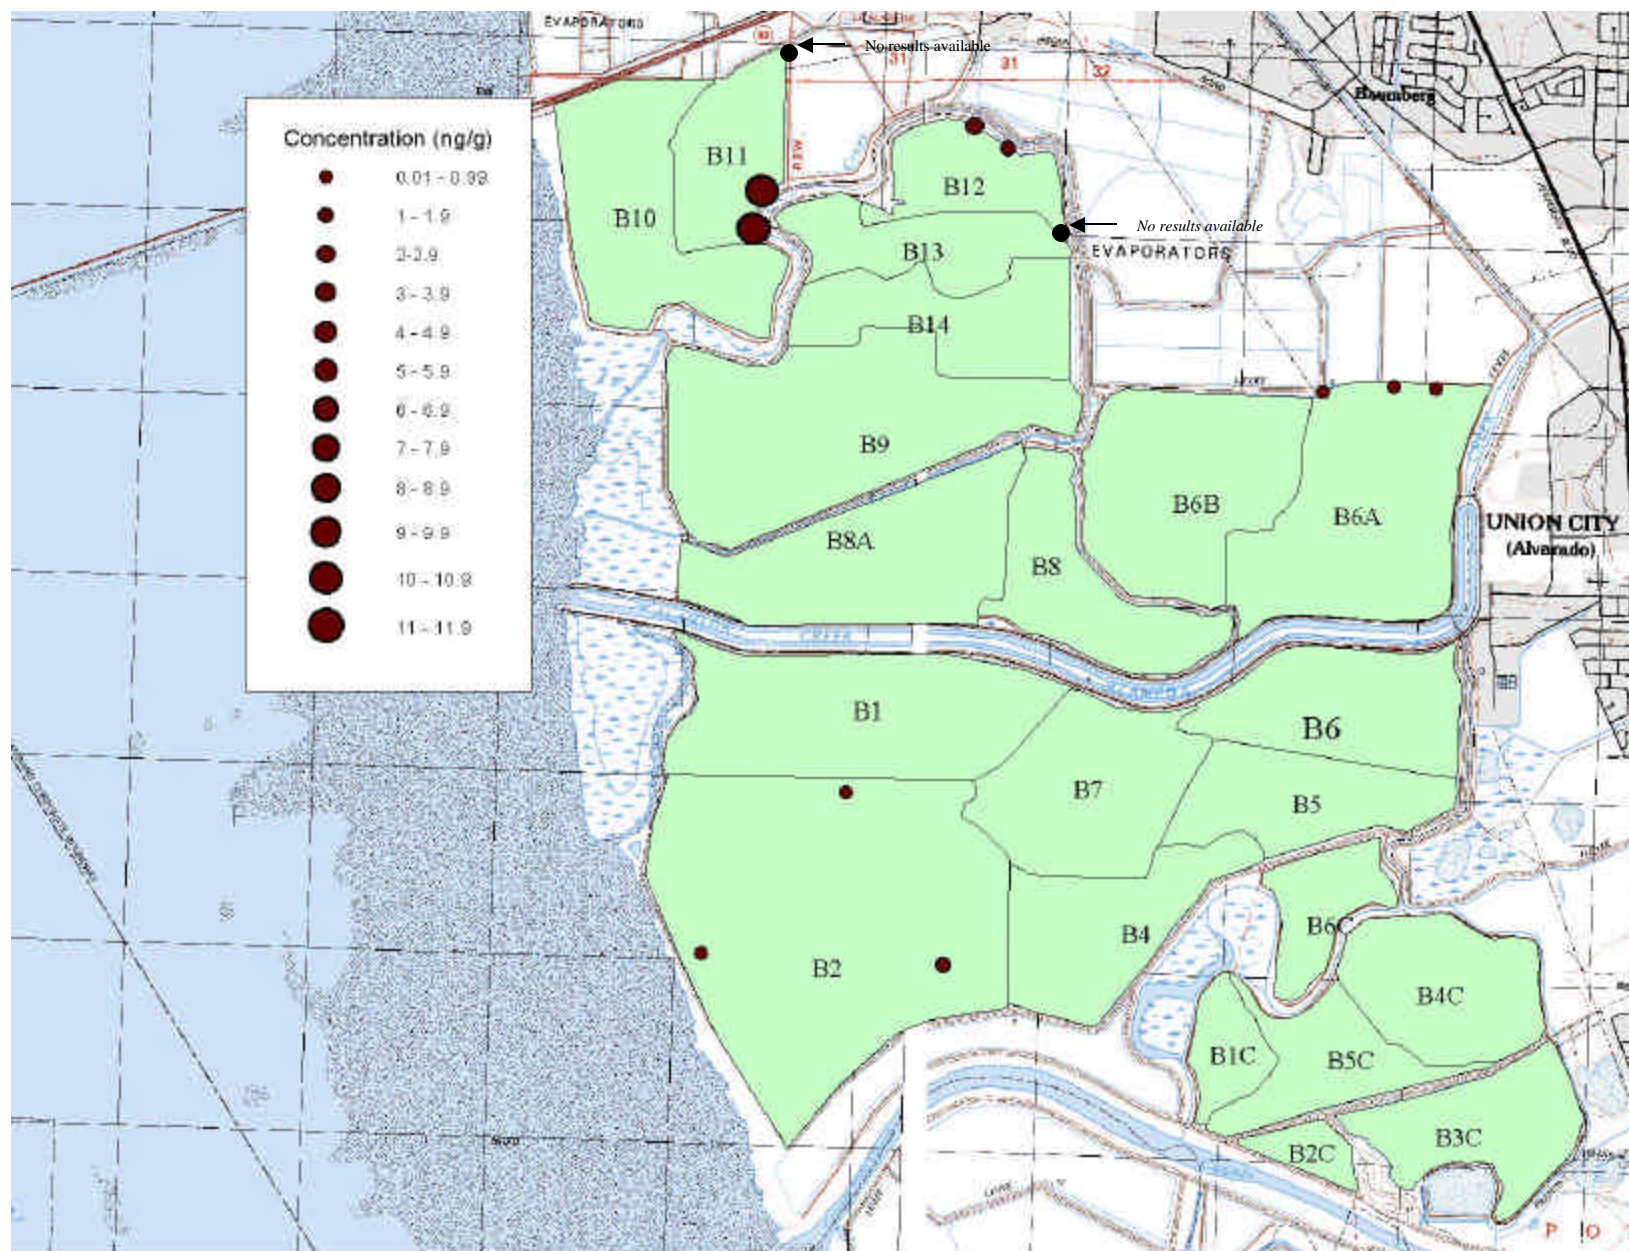 EVAPORATORS
No results available
31
31
32
Baumberg
Concentration (ng/g)
0.01 - 0.99
1 - 1.9
2-2.9
3 - 3.9
4 - 4.9
5 - 5.9
6 - 6.9
7 - 7.9
8 - 8.9
9 - 9.9
10 - 10.9
11 - 11.9
B11
B12
B10
No results available
B13
EVAPORATORS
B14
LEVEE
B9
B6B
B6A
UNION CITY
(Alvarado)
B8A
B8
CREEK
B1
B6
B7
B5
B4
B6C
B2
B4C
B1C
B5C
B3C
B2C
LEVEE
P O